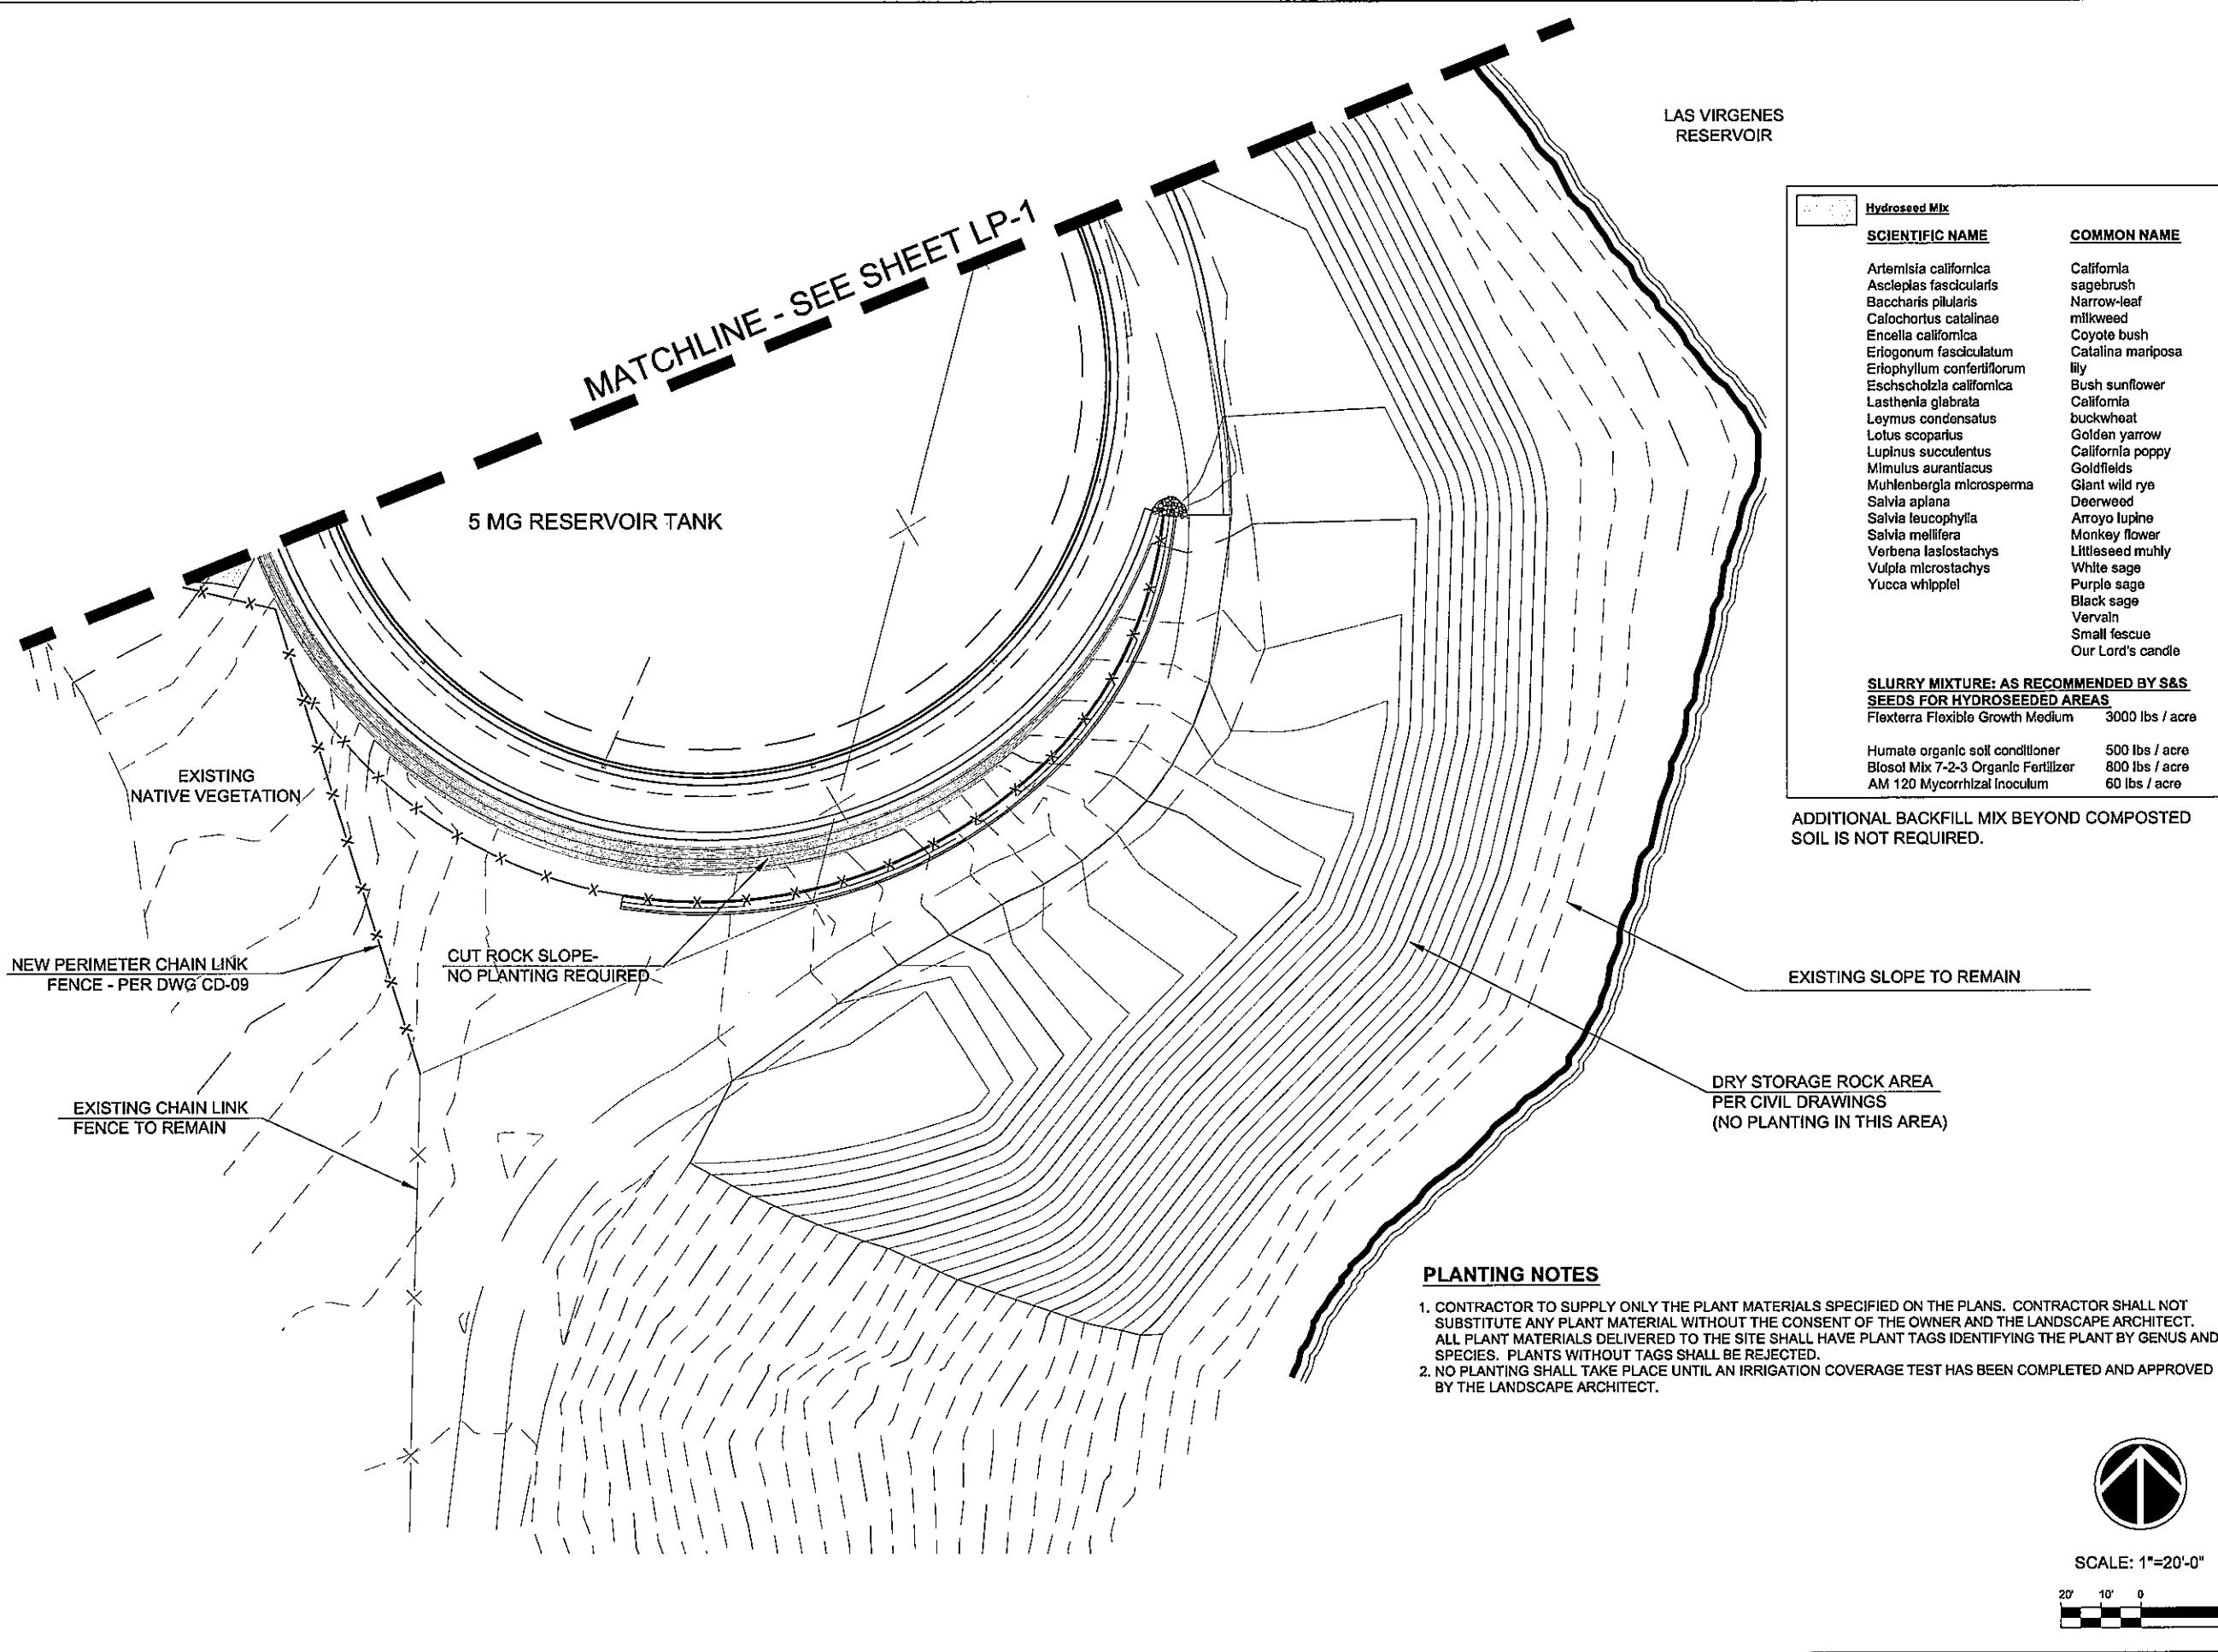 LAS VIRGENES
RESERVOIR
MATCHLINE - SEE SHEET LP-1
5 MG RESERVOIR TANK
Hydroseed Mix
SCIENTIFIC NAME COMMON NAME
Artemisia californica California
Asclepias fascicularis sagebrush
Baccharis pilularis Narrow-leaf
Calochortus catalinae milkweed
Encelia californica Coyote bush
Eriogonum fasciculatum Catalina mariposa
Eriophyllum confertiflorum lily
Eschscholzia californica Bush sunflower
Lasthenia glabrata California
Leymus condensatus buckwheat
Lotus scoparius Golden yarrow
Lupinus succulentus California poppy
Mimulus aurantiacus Goldfields
Muhlenbergia microsperma Giant wild rye
Salvia apiana Deerweed
Salvia leucophylla Arroyo lupine
Salvia mellifera Monkey flower
Verbena lasiostachys Littleseed muhly
Vulpia microstachys White sage
Yucca whipplei Purple sage
Black sage
Vervain
Small fescue
Our Lord's candle
SLURRY MIXTURE: AS RECOMMENDED BY S&S
SEEDS FOR HYDROSEEDED AREAS
Flexterra Flexible Growth Medium 3000 lbs / acre
Humate organic soil conditioner 500 lbs / acre
Biosol Mix 7-2-3 Organic Fertilizer 800 lbs / acre
AM 120 Mycorrhizal Inoculum 60 lbs / acre
ADDITIONAL BACKFILL MIX BEYOND COMPOSTED
SOIL IS NOT REQUIRED.
EXISTING
NATIVE VEGETATION
NEW PERIMETER CHAIN LINK
FENCE - PER DWG CD-09
CUT ROCK SLOPE-
NO PLANTING REQUIRED
EXISTING SLOPE TO REMAIN
EXISTING CHAIN LINK
FENCE TO REMAIN
DRY STORAGE ROCK AREA
PER CIVIL DRAWINGS
(NO PLANTING IN THIS AREA)
PLANTING NOTES
1. CONTRACTOR TO SUPPLY ONLY THE PLANT MATERIALS SPECIFIED ON THE PLANS. CONTRACTOR SHALL NOT
SUBSTITUTE ANY PLANT MATERIAL WITHOUT THE CONSENT OF THE OWNER AND THE LANDSCAPE ARCHITECT.
ALL PLANT MATERIALS DELIVERED TO THE SITE SHALL HAVE PLANT TAGS IDENTIFYING THE PLANT BY GENUS AND
SPECIES. PLANTS WITHOUT TAGS SHALL BE REJECTED.
2. NO PLANTING SHALL TAKE PLACE UNTIL AN IRRIGATION COVERAGE TEST HAS BEEN COMPLETED AND APPROVED
BY THE LANDSCAPE ARCHITECT.
SCALE: 1"=20'-0"
20' 10' 0